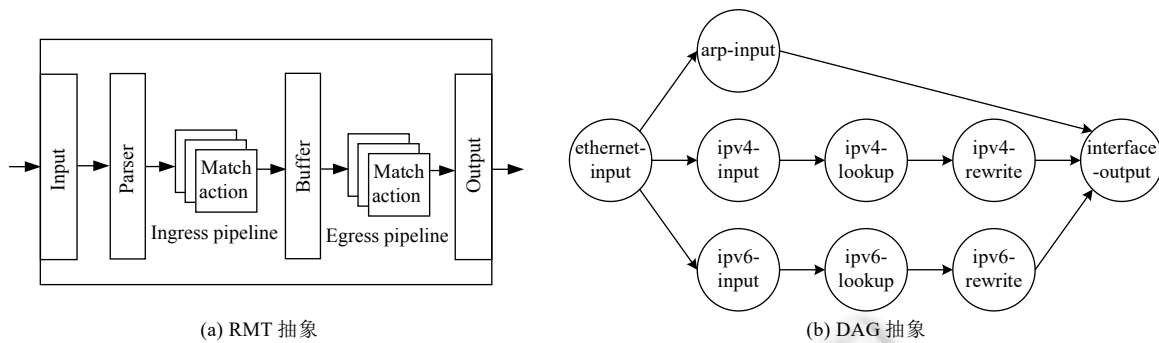 Input
Parser
Match
action
Ingress pipeline
Buffer
Match
action
Egress pipeline
Output
(a) RMT 抽象
arp-input
ethernet-
input
ipv4-
input
ipv4-
lookup
ipv4-
rewrite
interface
-output
ipv6-
input
ipv6-
lookup
ipv6-
rewrite
(b) DAG 抽象